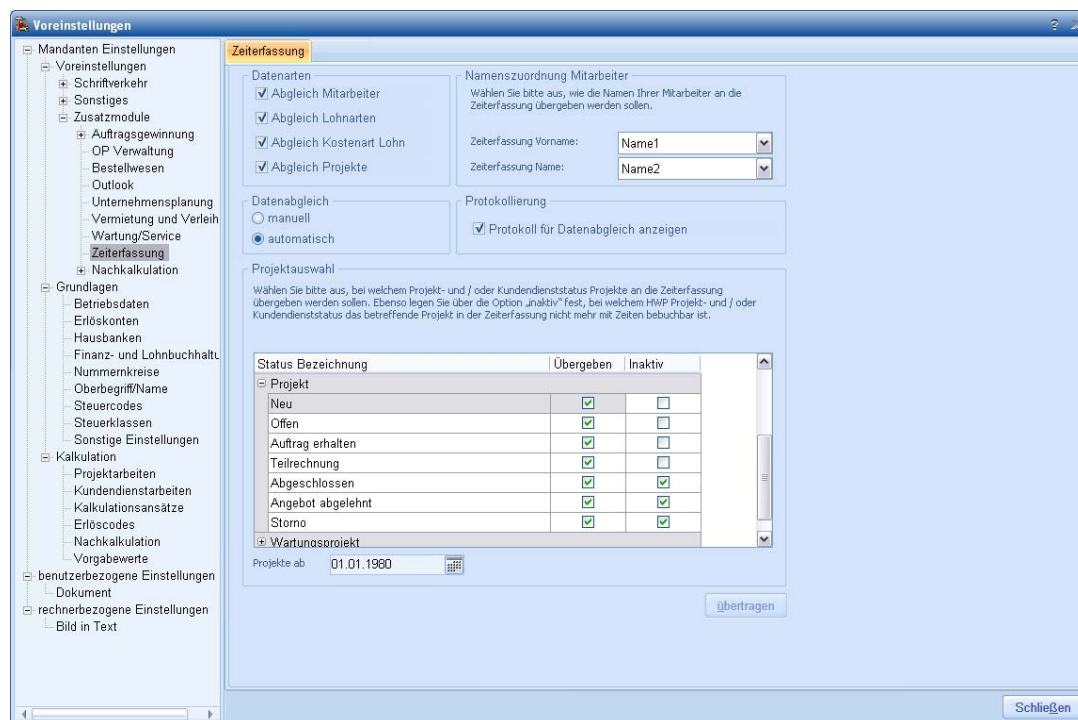 Voreinstellungen
Mandanten Einstellungen
Voreinstellungen
Schriftverkehr
Sonstiges
Zusatzmodule
Auftragsgewinnung
OP Verwaltung
Bestellwesen
Outlook
Unternehmensplanung
Vermietung und Verleih
Wartung/Service
Zeiterfassung
Nachkalkulation
Grundlagen
Betriebsdaten
Erlöskonten
Hausbanken
Finanz- und Lohnbuchhaltu
Nummernkreise
Oberbegriff/Name
Steuercodes
Steuerklassen
Sonstige Einstellungen
Kalkulation
Projektarbeiten
Kundendienstarbeiten
Kalkulationsansätze
Erlöscodes
Nachkalkulation
Vorgabewerte
benutzerbezogene Einstellungen
Dokument
rechnerbezogene Einstellungen
Bild in Text
Zeiterfassung
Datenarten
Abgleich Mitarbeiter
Abgleich Lohnarten
Abgleich Kostenart Lohn
Abgleich Projekte
Namenszuordnung Mitarbeiter
Wählen Sie bitte aus, wie die Namen Ihrer Mitarbeiter an die
Zeiterfassung übergeben werden sollen.
Zeiterfassung Vorname: Name1
Zeiterfassung Name: Name2
Datenabgleich
manuell
automatisch
Protokollierung
Protokoll für Datenabgleich anzeigen
Projektauswahl
Wählen Sie bitte aus, bei welchem Projekt- und / oder Kundendienststatus Projekte an die Zeiterfassung
übergeben werden sollen. Ebenso legen Sie über die Option „inaktiv“ fest, bei welchem HWP Projekt- und / oder
Kundendienststatus das betreffende Projekt in der Zeiterfassung nicht mehr mit Zeiten bebuchbar ist.
Status Bezeichnung Übergeben Inaktiv
Projekt
Neu
Offen
Auftrag erhalten
Teilrechnung
Abgeschlossen
Angebot abgelehnt
Storno
Wartungsprojekt
Projekte ab 01.01.1980
übertragen
Schließen